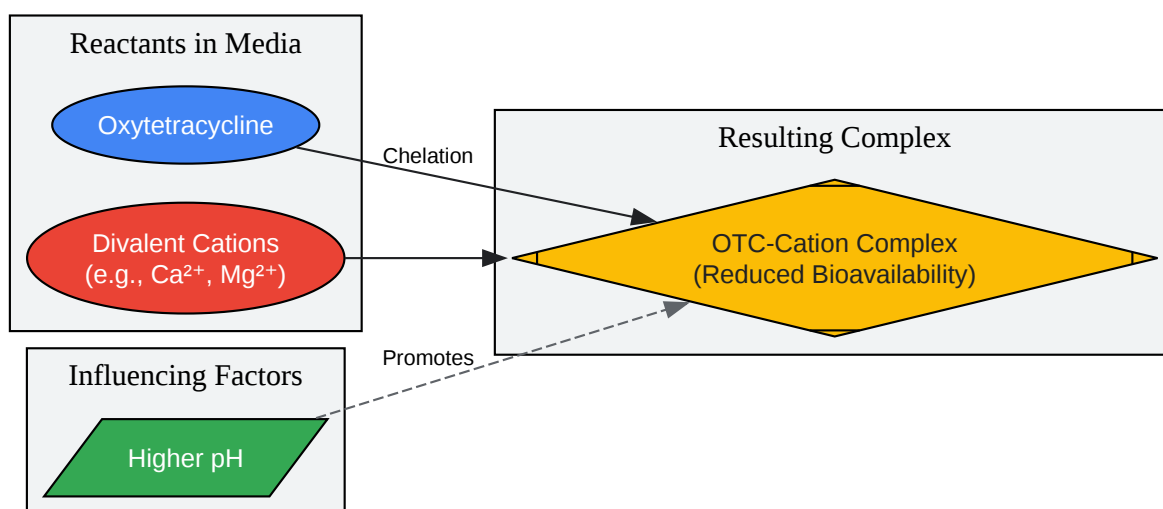 Reactants in Media
Oxytetracycline
Divalent Cations
(e.g., Ca²⁺, Mg²⁺)
Chelation
Resulting Complex
OTC-Cation Complex
(Reduced Bioavailability)
Promotes
Influencing Factors
Higher pH